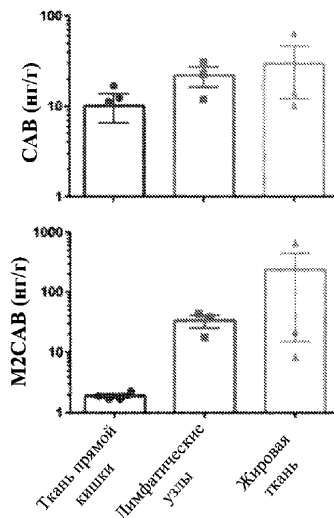 CAB (нг/г)
100
10
1
M2CAB (нг/г)
1000
100
10
1
Ткань прямой
кишки
Лимфатические
узлы
Жировая
ткань